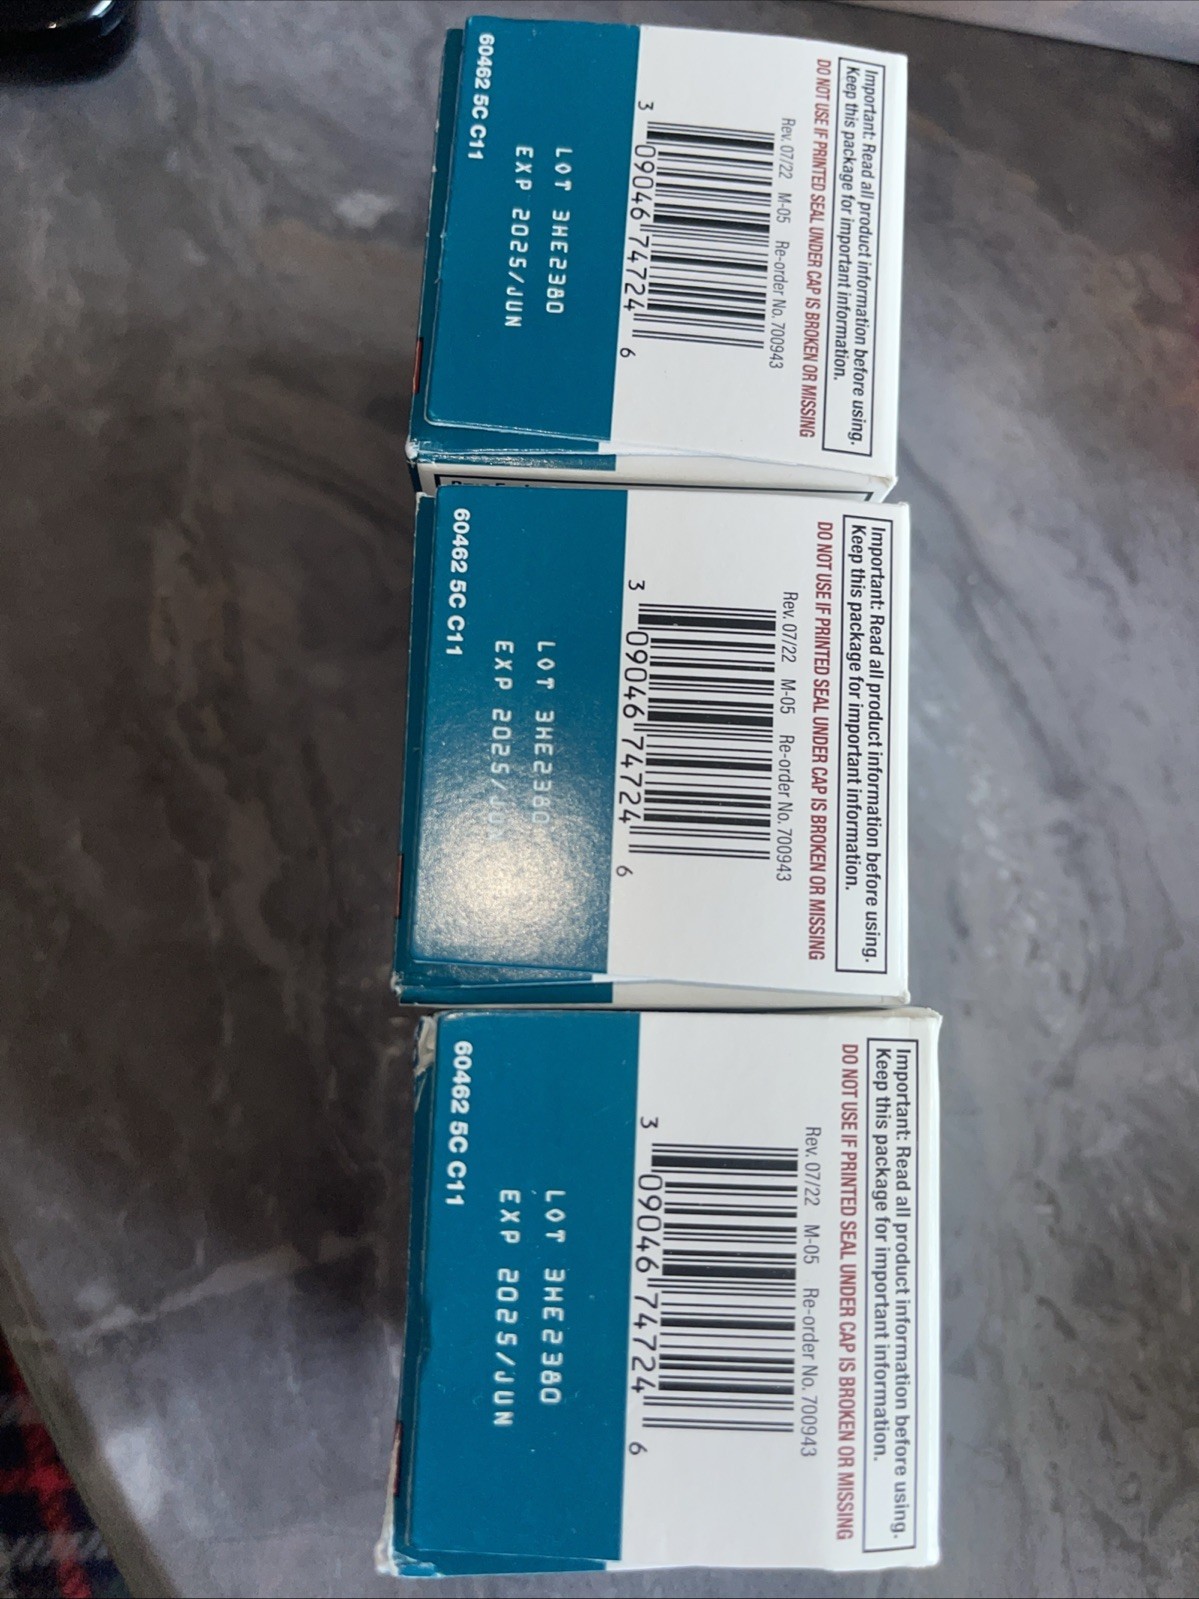 Important: Read all product information before using.
Keep this package for important information.
DO NOT USE IF PRINTED SEAL UNDER CAP IS BROKEN OR MISSING
Rev. 07/22 M-05 Re-order No. 700943
3 09046 74724 6
LOT 3HE2380
EXP 2025/JUN
60462 5C C11
Important: Read all product information before using.
Keep this package for important information.
DO NOT USE IF PRINTED SEAL UNDER CAP IS BROKEN OR MISSING
Rev. 07/22 M-05 Re-order No. 700943
3 09046 74724 6
LOT 3HE2380
EXP 2025/JUN
60462 5C C11
Important: Read all product information before using.
Keep this package for important information.
DO NOT USE IF PRINTED SEAL UNDER CAP IS BROKEN OR MISSING
Rev. 07/22 M-05 Re-order No. 700943
3 09046 74724 6
LOT 3HE2380
EXP 2025/JUN
60462 5C C11